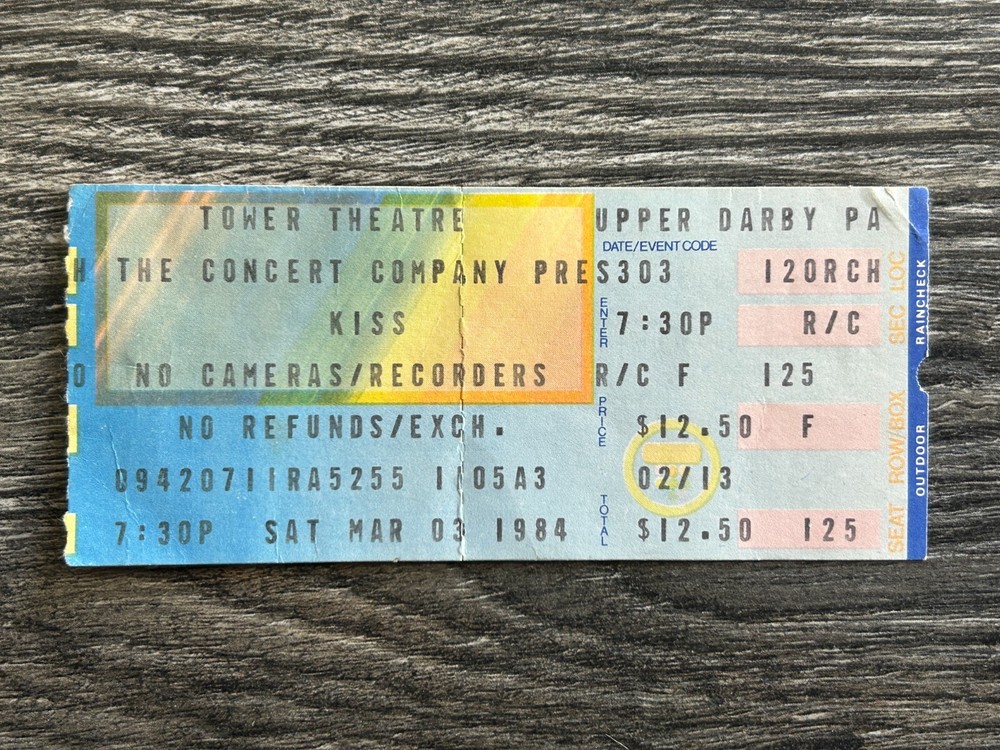 TOWER THEATRE UPPER DARBY PA
DATE/EVENT CODE
H THE CONCERT COMPANY PRES303 120RCH
KISS ENTER 7:30P R/C
O NO CAMERAS/RECORDERS R/C F 125
NO REFUNDS/EXCH. PRICE $12.50 F
0942071IRA5255 1105A3 02/13
7:30P SAT MAR 03 1984 TOTAL $12.50 125
SEAT ROW/BOX SEC LOC
OUTDOOR RAINCHECK